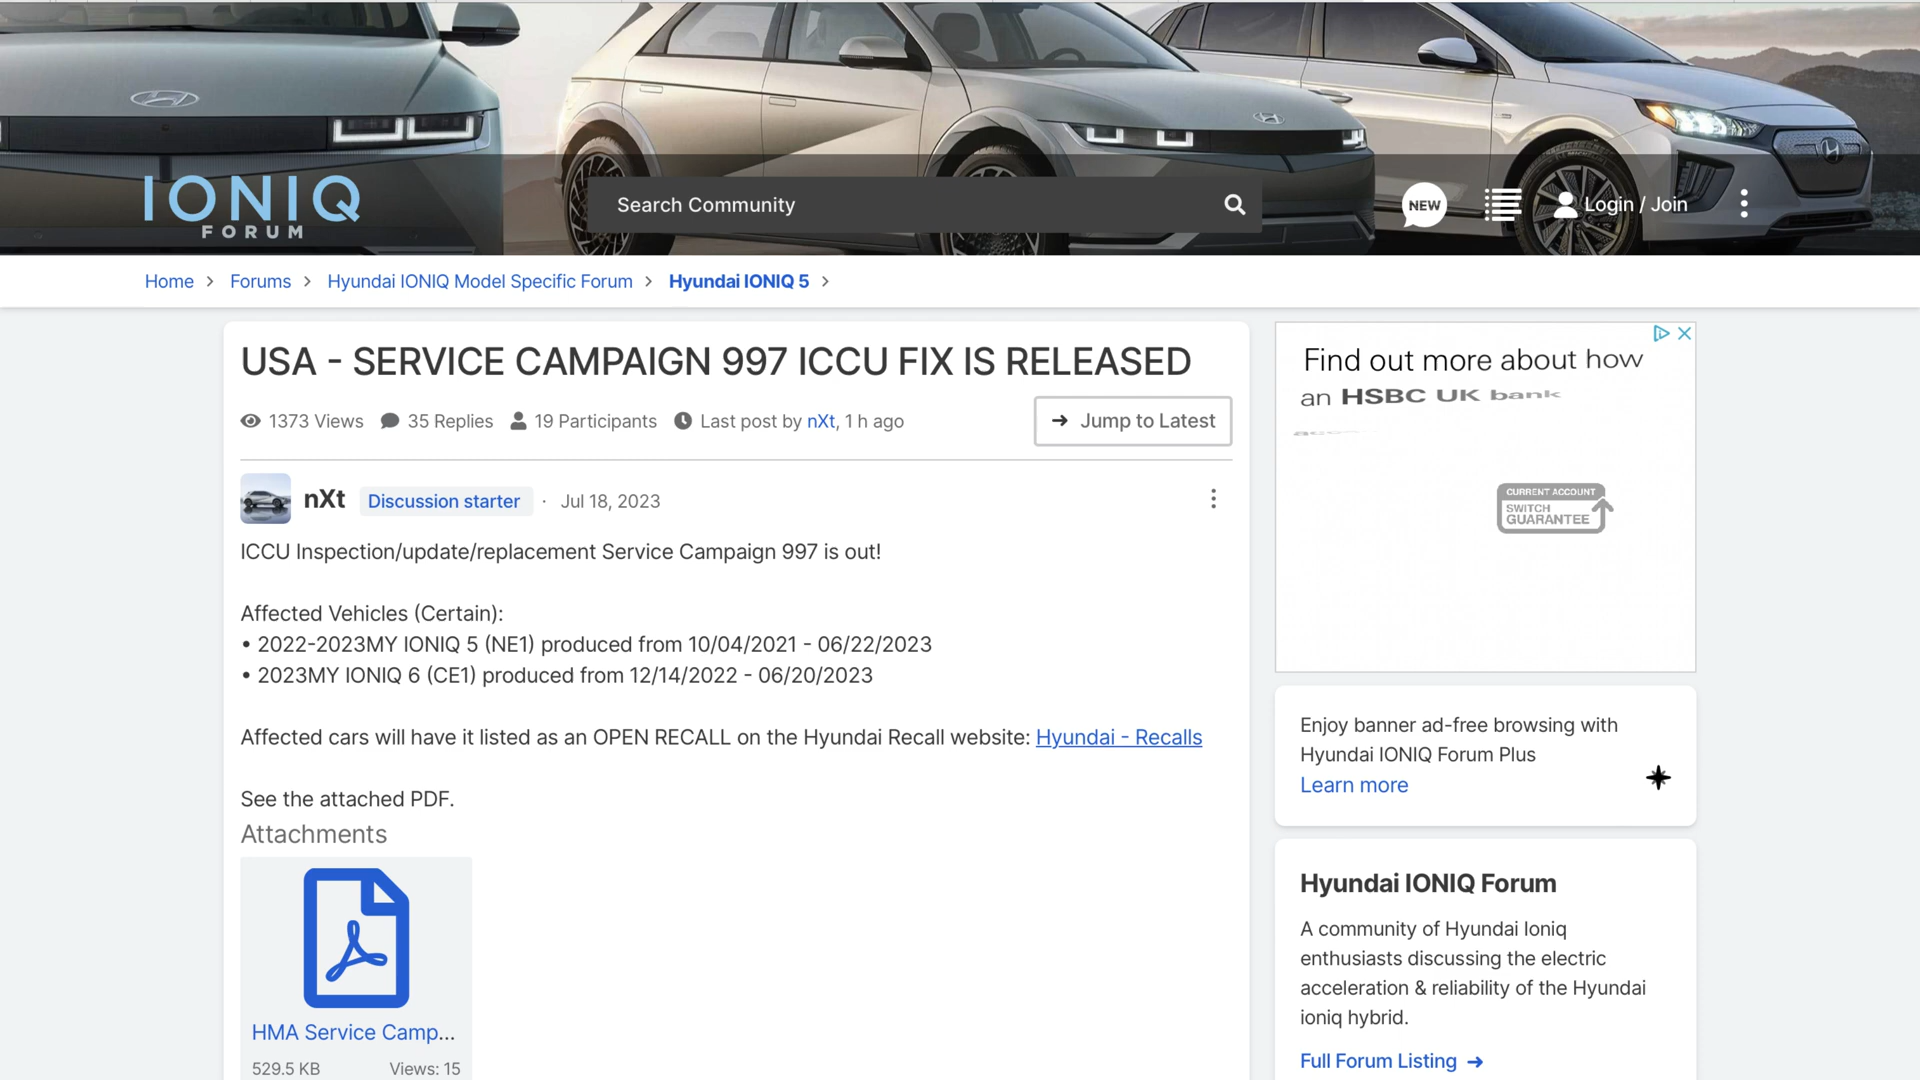 IONIQ
FORUM
Search Community
NEW
Login / Join
Home > Forums > Hyundai IONIQ Model Specific Forum > Hyundai IONIQ 5 >
USA - SERVICE CAMPAIGN 997 ICCU FIX IS RELEASED
1373 Views 35 Replies 19 Participants Last post by nXt, 1 h ago
→ Jump to Latest
nXt Discussion starter · Jul 18, 2023
ICCU Inspection/update/replacement Service Campaign 997 is out!
Affected Vehicles (Certain):
• 2022-2023MY IONIQ 5 (NE1) produced from 10/04/2021 - 06/22/2023
• 2023MY IONIQ 6 (CE1) produced from 12/14/2022 - 06/20/2023
Affected cars will have it listed as an OPEN RECALL on the Hyundai Recall website: Hyundai - Recalls
See the attached PDF.
Attachments
HMA Service Camp...
529.5 KB Views: 15
Find out more about how
an HSBC UK bank
CURRENT ACCOUNT
SWITCH
GUARANTEE
Enjoy banner ad-free browsing with
Hyundai IONIQ Forum Plus
Learn more
Hyundai IONIQ Forum
A community of Hyundai Ioniq
enthusiasts discussing the electric
acceleration & reliability of the Hyundai
ioniq hybrid.
Full Forum Listing →